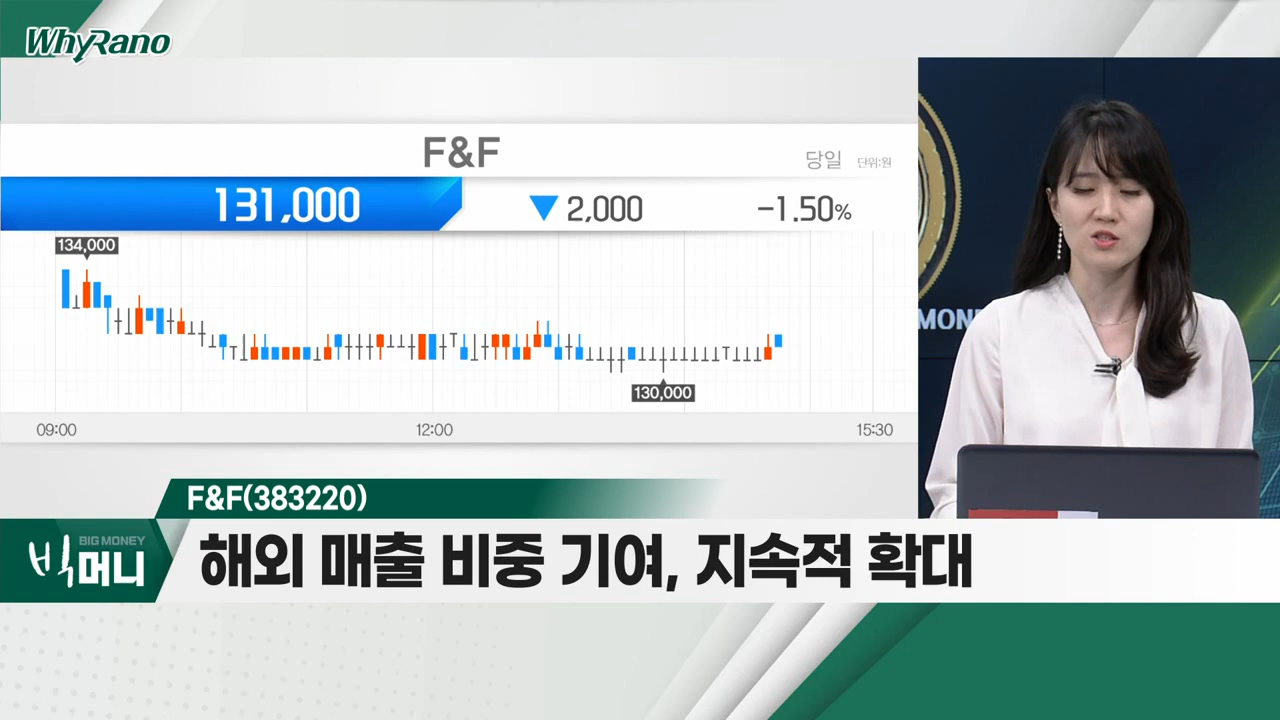 WhyRano
F&F
당일 단위:원
131,000 ▼2,000 -1.50%
134,000
130,000
09:00 12:00 15:30
MON
F&F(383220)
BIG MONEY
빅머니
해외 매출 비중 기여, 지속적 확대